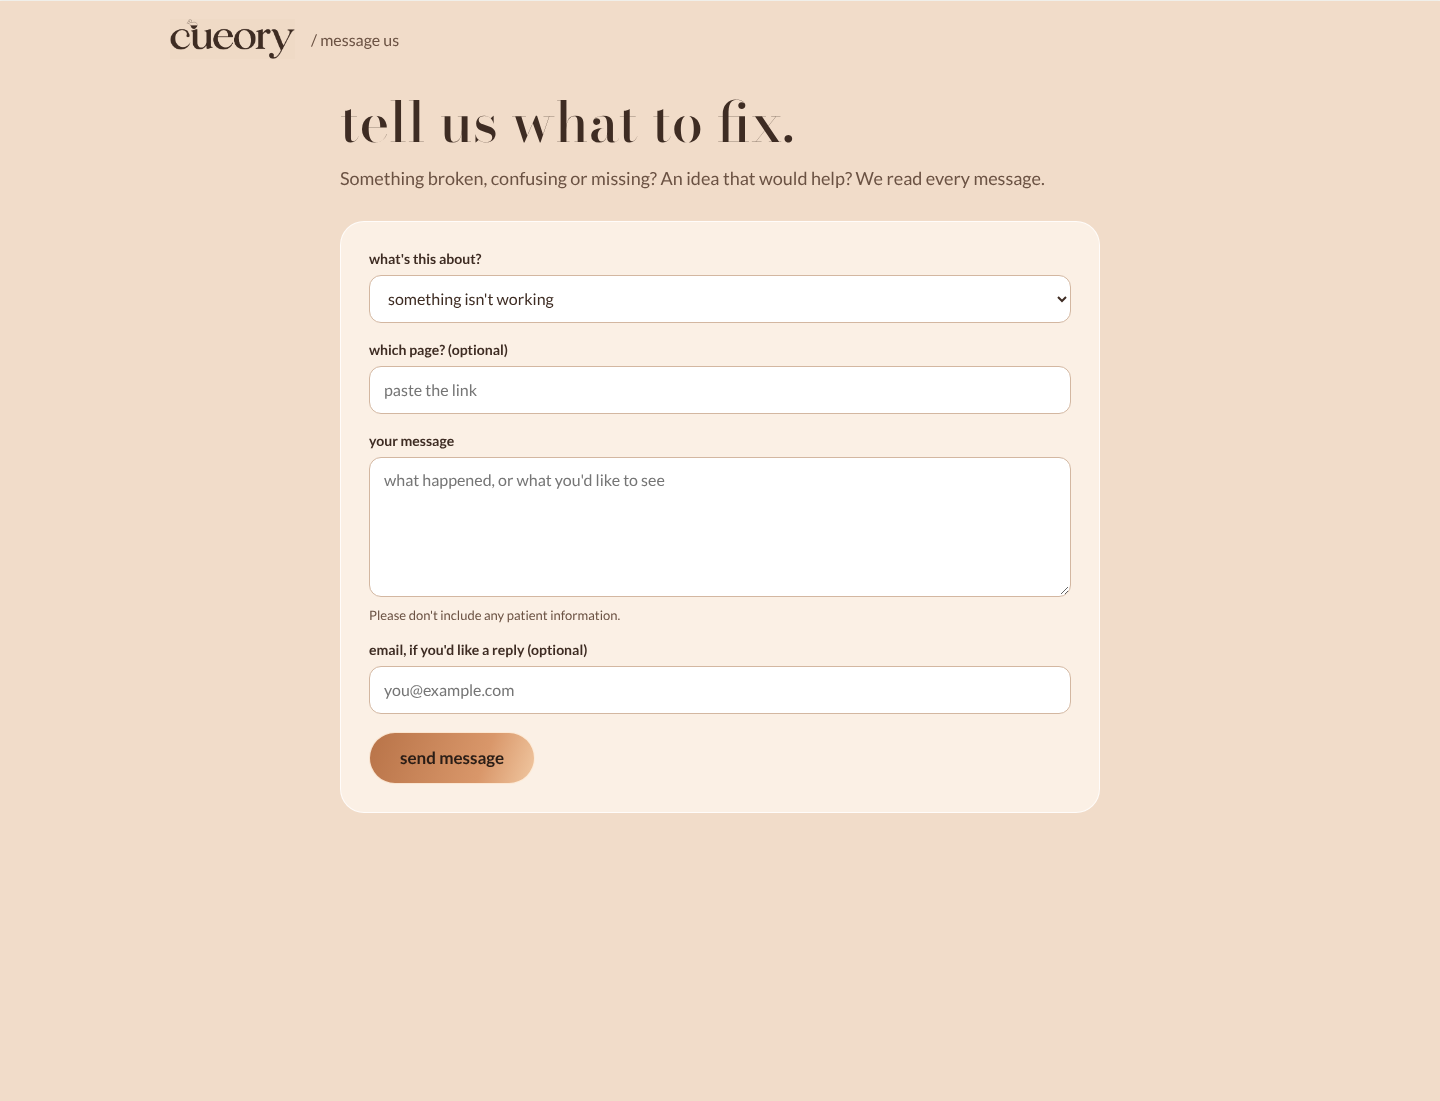 cueory / message us
tell us what to fix.
Something broken, confusing or missing? An idea that would help? We read every message.
what's this about?
something isn't working
which page? (optional)
paste the link
your message
what happened, or what you'd like to see
Please don't include any patient information.
email, if you'd like a reply (optional)
you@example.com
send message